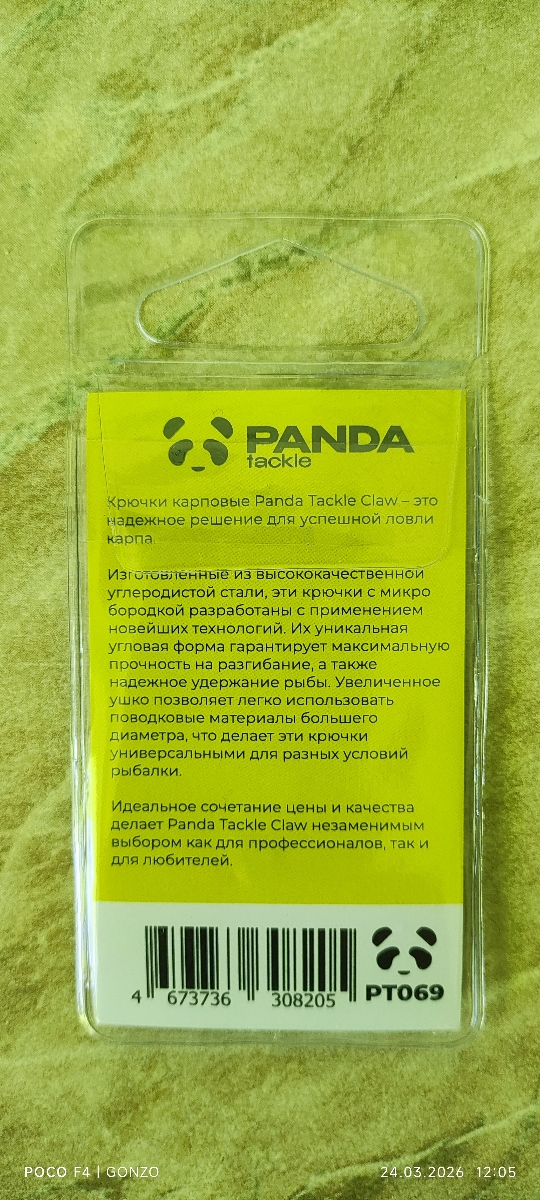 PANDA
tackle
Крючки карповые Panda Tackle Claw – это
надежное решение для успешной ловли
карпа.
Изготовленные из высококачественной
углеродистой стали, эти крючки с микро
бородкой разработаны с применением
новейших технологий. Их уникальная
угловая форма гарантирует максимальную
прочность на разгибание, а также
надежное удержание рыбы. Увеличенное
ушко позволяет легко использовать
поводковые материалы большего
диаметра, что делает эти крючки
универсальными для разных условий
рыбалки.
Идеальное сочетание цены и качества
делает Panda Tackle Claw незаменимым
выбором как для профессионалов, так и
для любителей.
4 673736 308205
PT069
POCO F4 | GONZO
24.03.2026 12:05